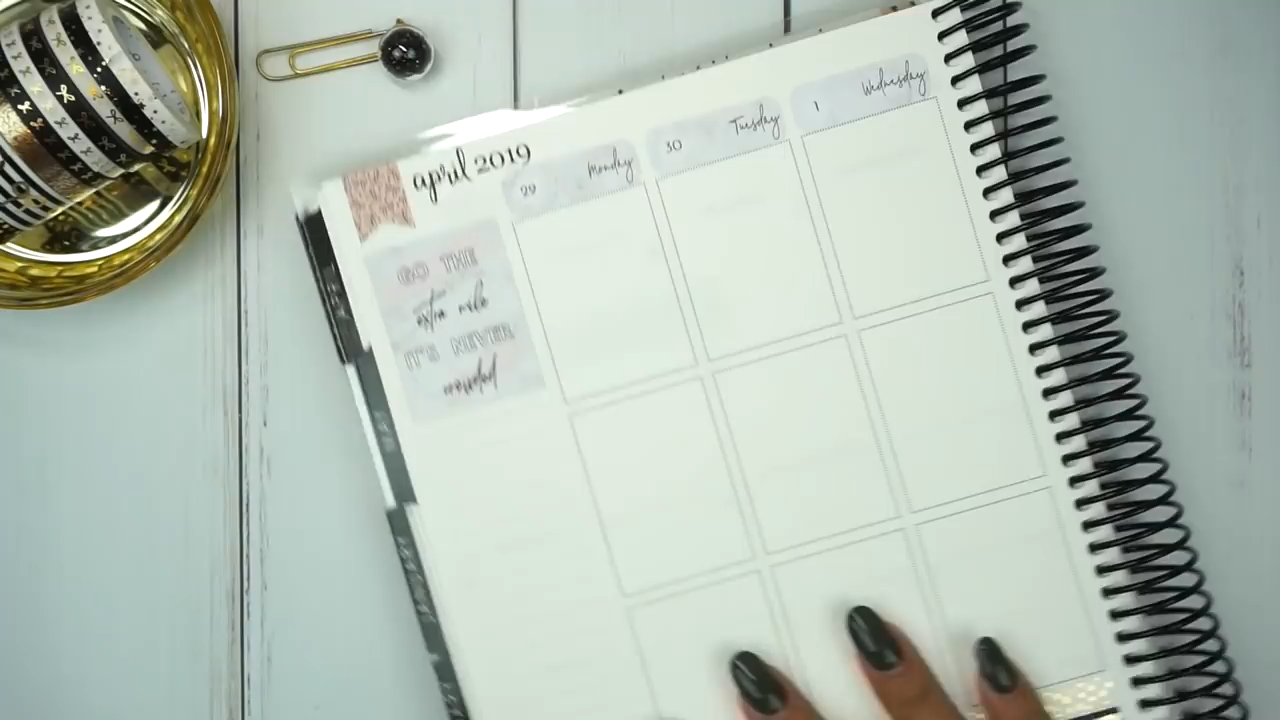 april 2019
29 Monday
30 Tuesday
1 Wednesday
GO THE
extra mile
IT'S NEVER
crowded